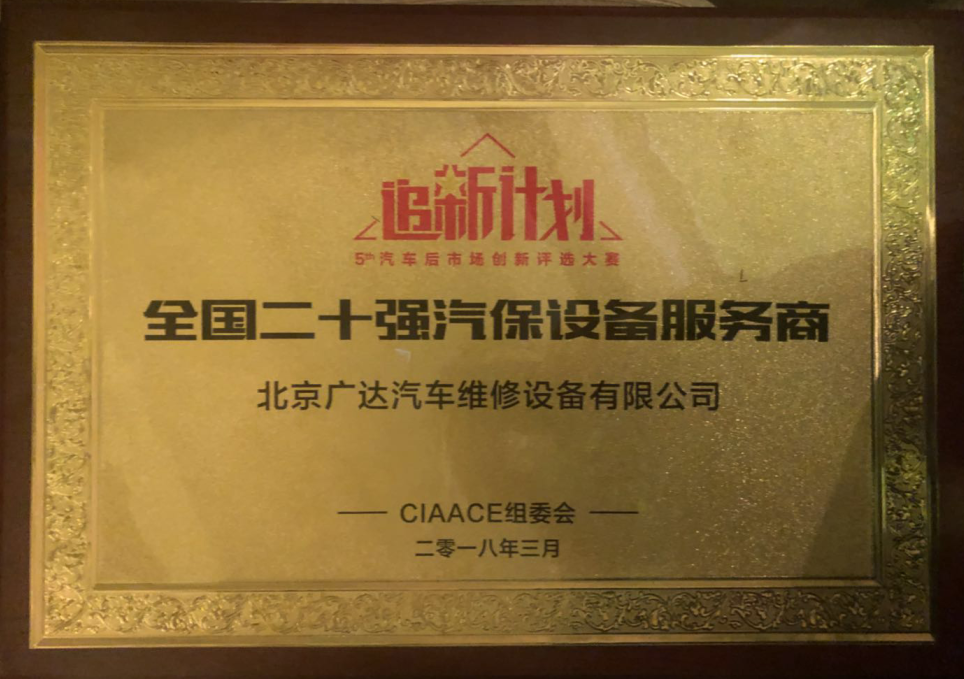 追新计划
5th汽车后市场创新评选大赛
全国二十强汽保设备服务商
北京广达汽车维修设备有限公司
CIAACE组委会
二零一八年三月